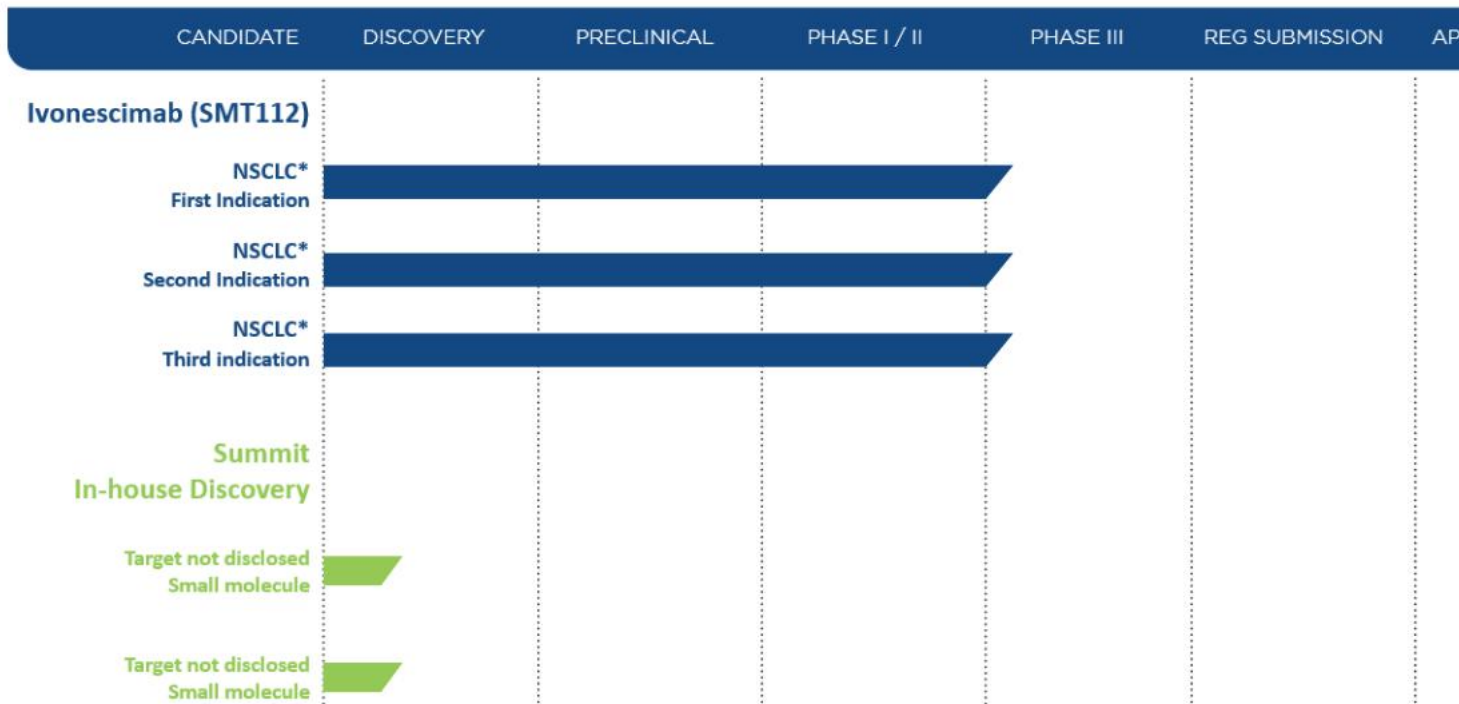 CANDIDATE DISCOVERY PRECLINICAL PHASE I / II PHASE III REG SUBMISSION AP
Ivonescimab (SMT112)
NSCLC*
First Indication
NSCLC*
Second Indication
NSCLC*
Third indication
Summit
In-house Discovery
Target not disclosed
Small molecule
Target not disclosed
Small molecule